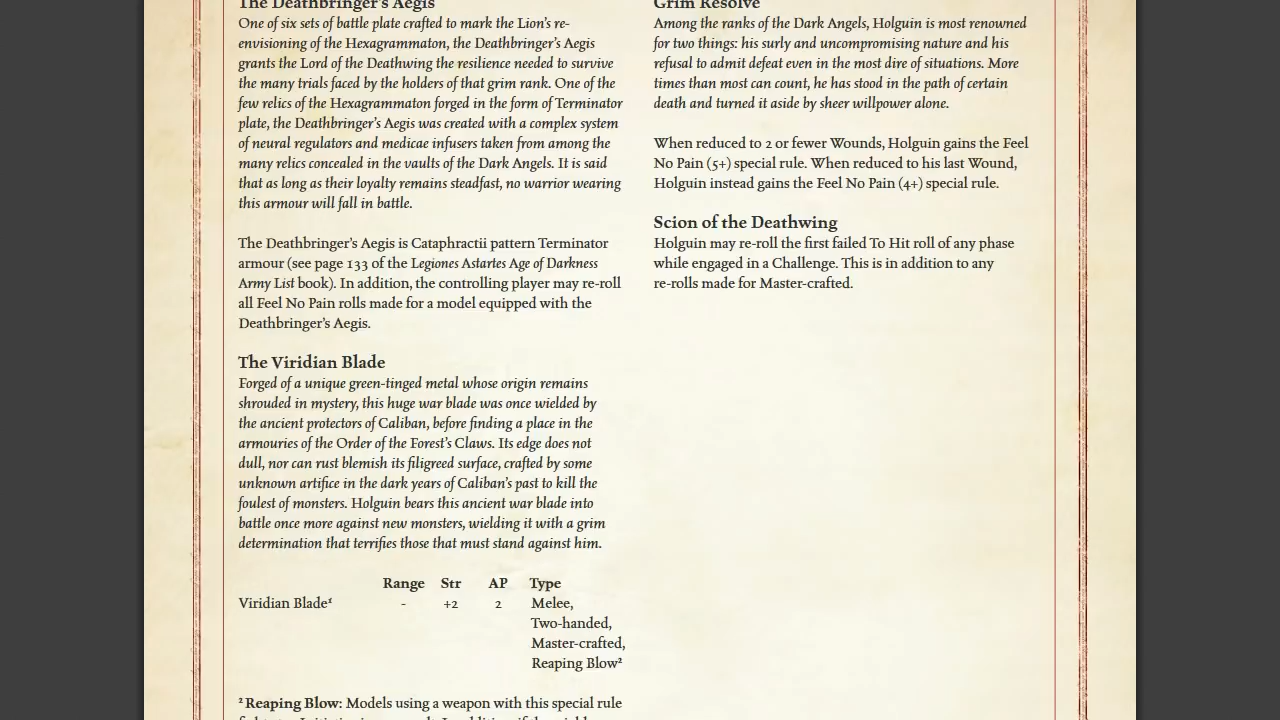 The Deathbringer's Aegis
One of six sets of battle plate crafted to mark the Lion's re-
envisioning of the Hexagrammaton, the Deathbringer's Aegis
grants the Lord of the Deathwing the resilience needed to survive
the many trials faced by the holders of that grim rank. One of the
few relics of the Hexagrammaton forged in the form of Terminator
plate, the Deathbringer's Aegis was created with a complex system
of neural regulators and medicae infusers taken from among the
many relics concealed in the vaults of the Dark Angels. It is said
that as long as their loyalty remains steadfast, no warrior wearing
this armour will fall in battle.
The Deathbringer's Aegis is Cataphractii pattern Terminator
armour (see page 133 of the Legiones Astartes Age of Darkness
Army List book). In addition, the controlling player may re-roll
all Feel No Pain rolls made for a model equipped with the
Deathbringer's Aegis.
The Viridian Blade
Forged of a unique green-tinged metal whose origin remains
shrouded in mystery, this huge war blade was once wielded by
the ancient protectors of Caliban, before finding a place in the
armouries of the Order of the Forest's Claws. Its edge does not
dull, nor can rust blemish its filigreed surface, crafted by some
unknown artifice in the dark years of Caliban's past to kill the
foulest of monsters. Holguin bears this ancient war blade into
battle once more against new monsters, wielding it with a grim
determination that terrifies those that must stand against him.
Range Str AP Type
Viridian Blade¹ - +2 2 Melee,
Two-handed,
Master-crafted,
Reaping Blow²
² Reaping Blow: Models using a weapon with this special rule
Grim Resolve
Among the ranks of the Dark Angels, Holguin is most renowned
for two things: his surly and uncompromising nature and his
refusal to admit defeat even in the most dire of situations. More
times than most can count, he has stood in the path of certain
death and turned it aside by sheer willpower alone.
When reduced to 2 or fewer Wounds, Holguin gains the Feel
No Pain (5+) special rule. When reduced to his last Wound,
Holguin instead gains the Feel No Pain (4+) special rule.
Scion of the Deathwing
Holguin may re-roll the first failed To Hit roll of any phase
while engaged in a Challenge. This is in addition to any
re-rolls made for Master-crafted.